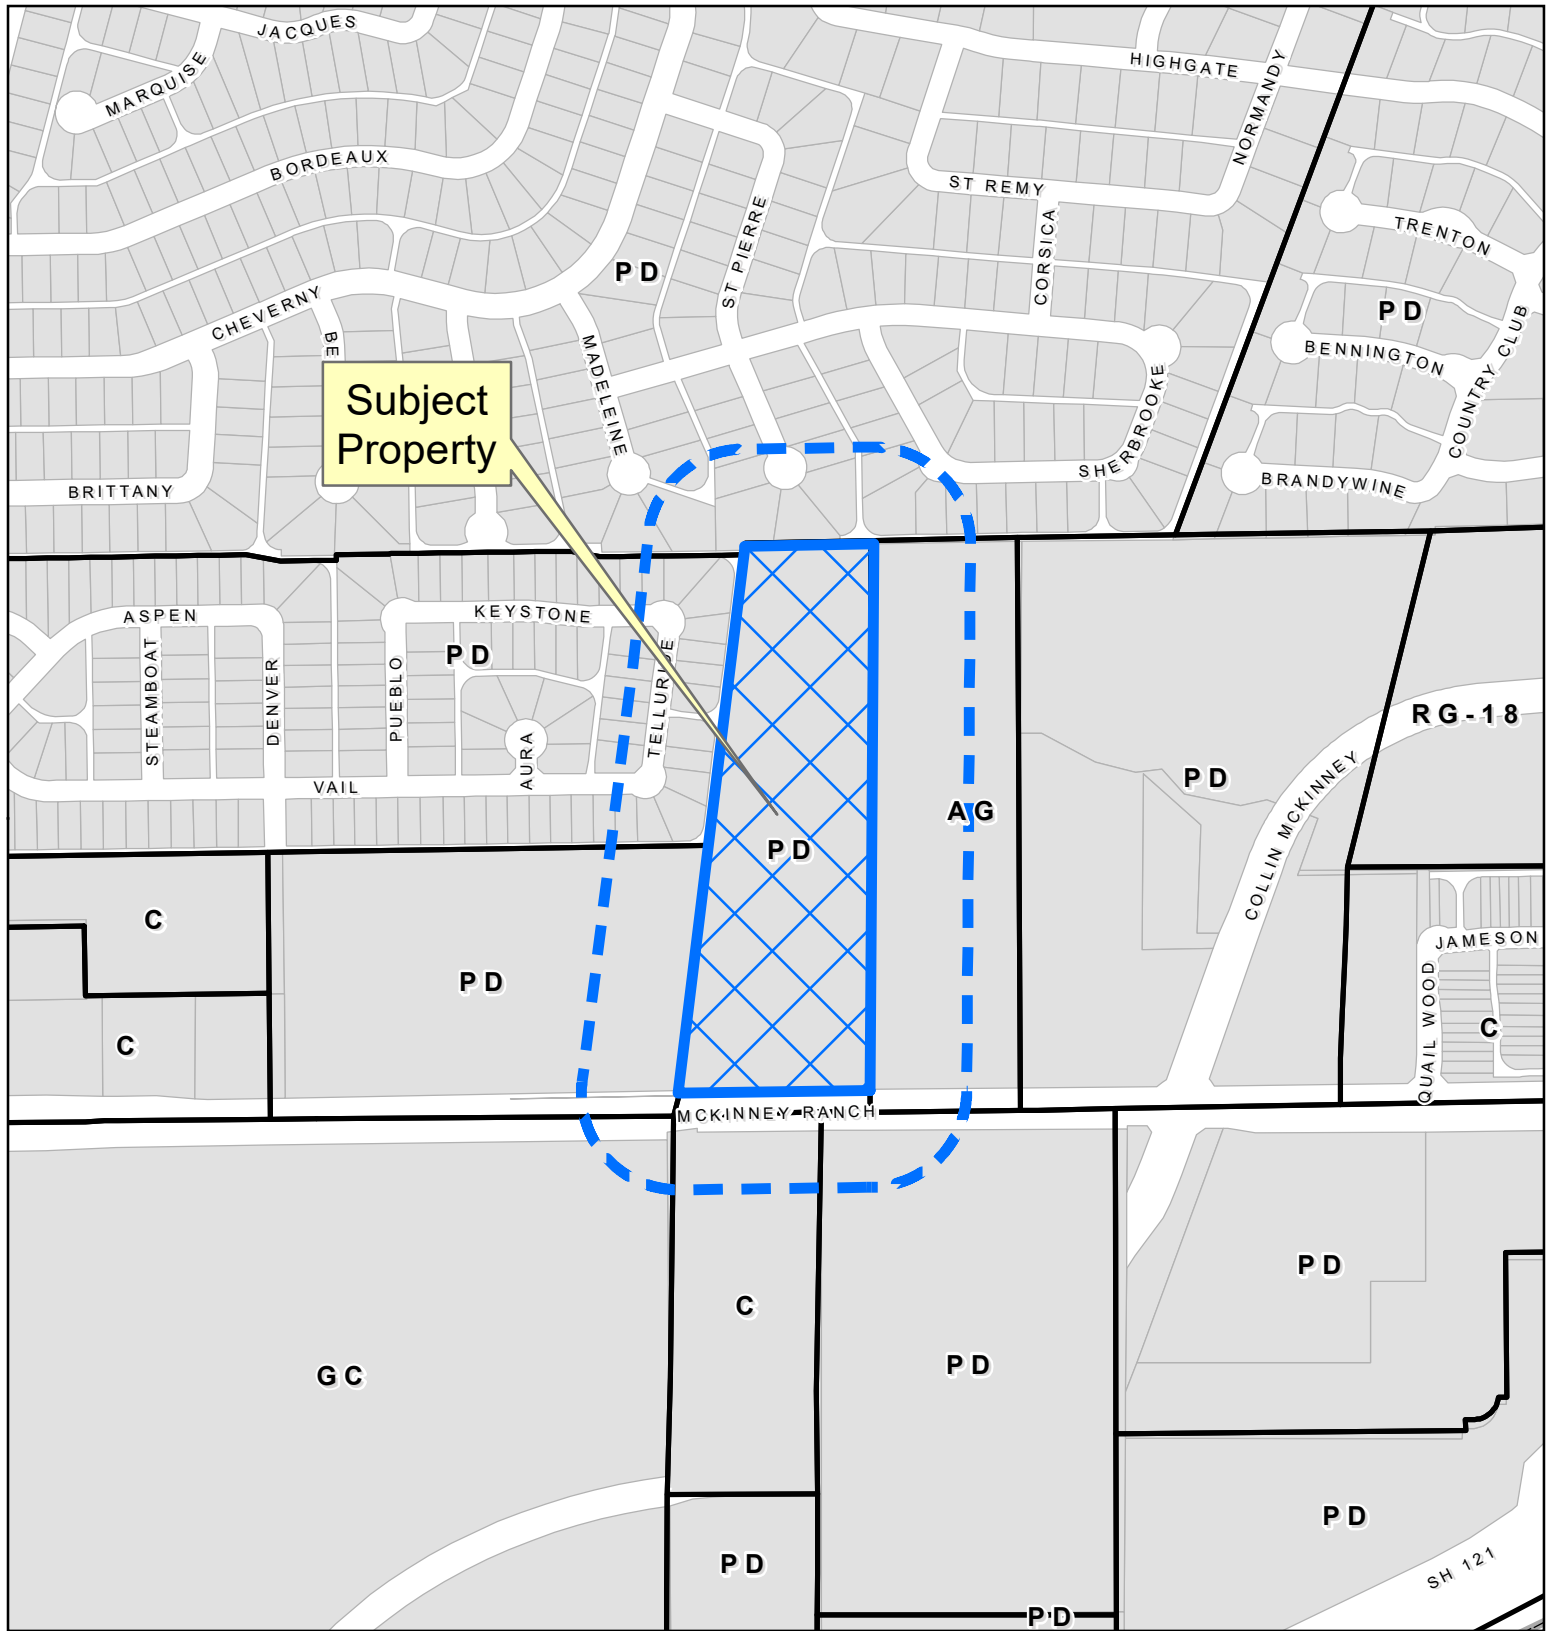 JACQUES
MARQUISE
HIGHGATE
NORMANDY
BORDEAUX
ST REMY
ST PIERRE
CORSICA
TRENTON
PD
PD
CHEVERNY
BE
MADELEINE
BENNINGTON
COUNTRY CLUB
Subject
Property
SHERBROOKE
BRITTANY
BRANDYWINE
ASPEN
KEYSTONE
STEAMBOAT
DENVER
PUEBLO
PD
TELLURIDE
AURA
VAIL
RG-18
PD
AG
COLLIN MCKINNEY
PD
C
PD
C
JAMESON
QUAIL WOOD
C
MCKINNEY RANCH
C
PD
GC
PD
PD
PD
SH 121
PD